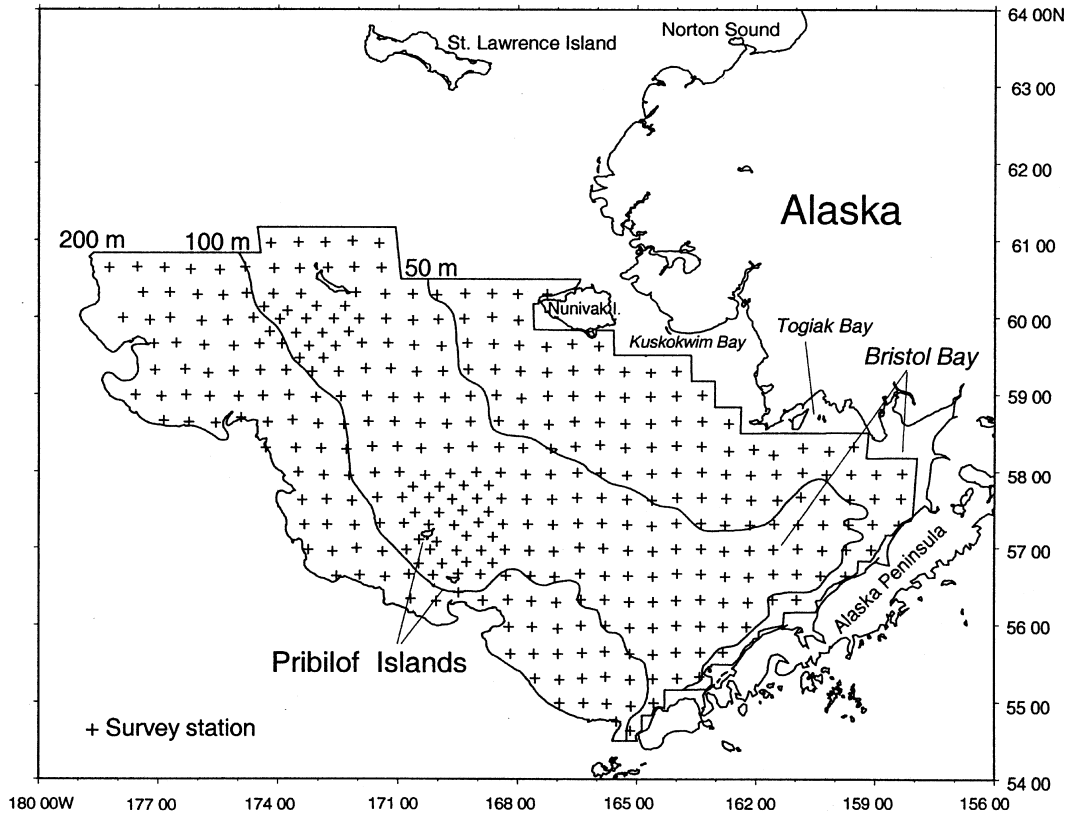 64 00N
St. Lawrence Island
Norton Sound
63 00
62 00
Alaska
200 m
100 m
61 00
50 m
Nunivak I.
60 00
Togiak Bay
Kuskokwim Bay
Bristol Bay
59 00
58 00
57 00
Alaska Peninsula
56 00
Pribilof Islands
55 00
+ Survey station
54 00
180 00W
177 00
174 00
171 00
168 00
165 00
162 00
159 00
156 00